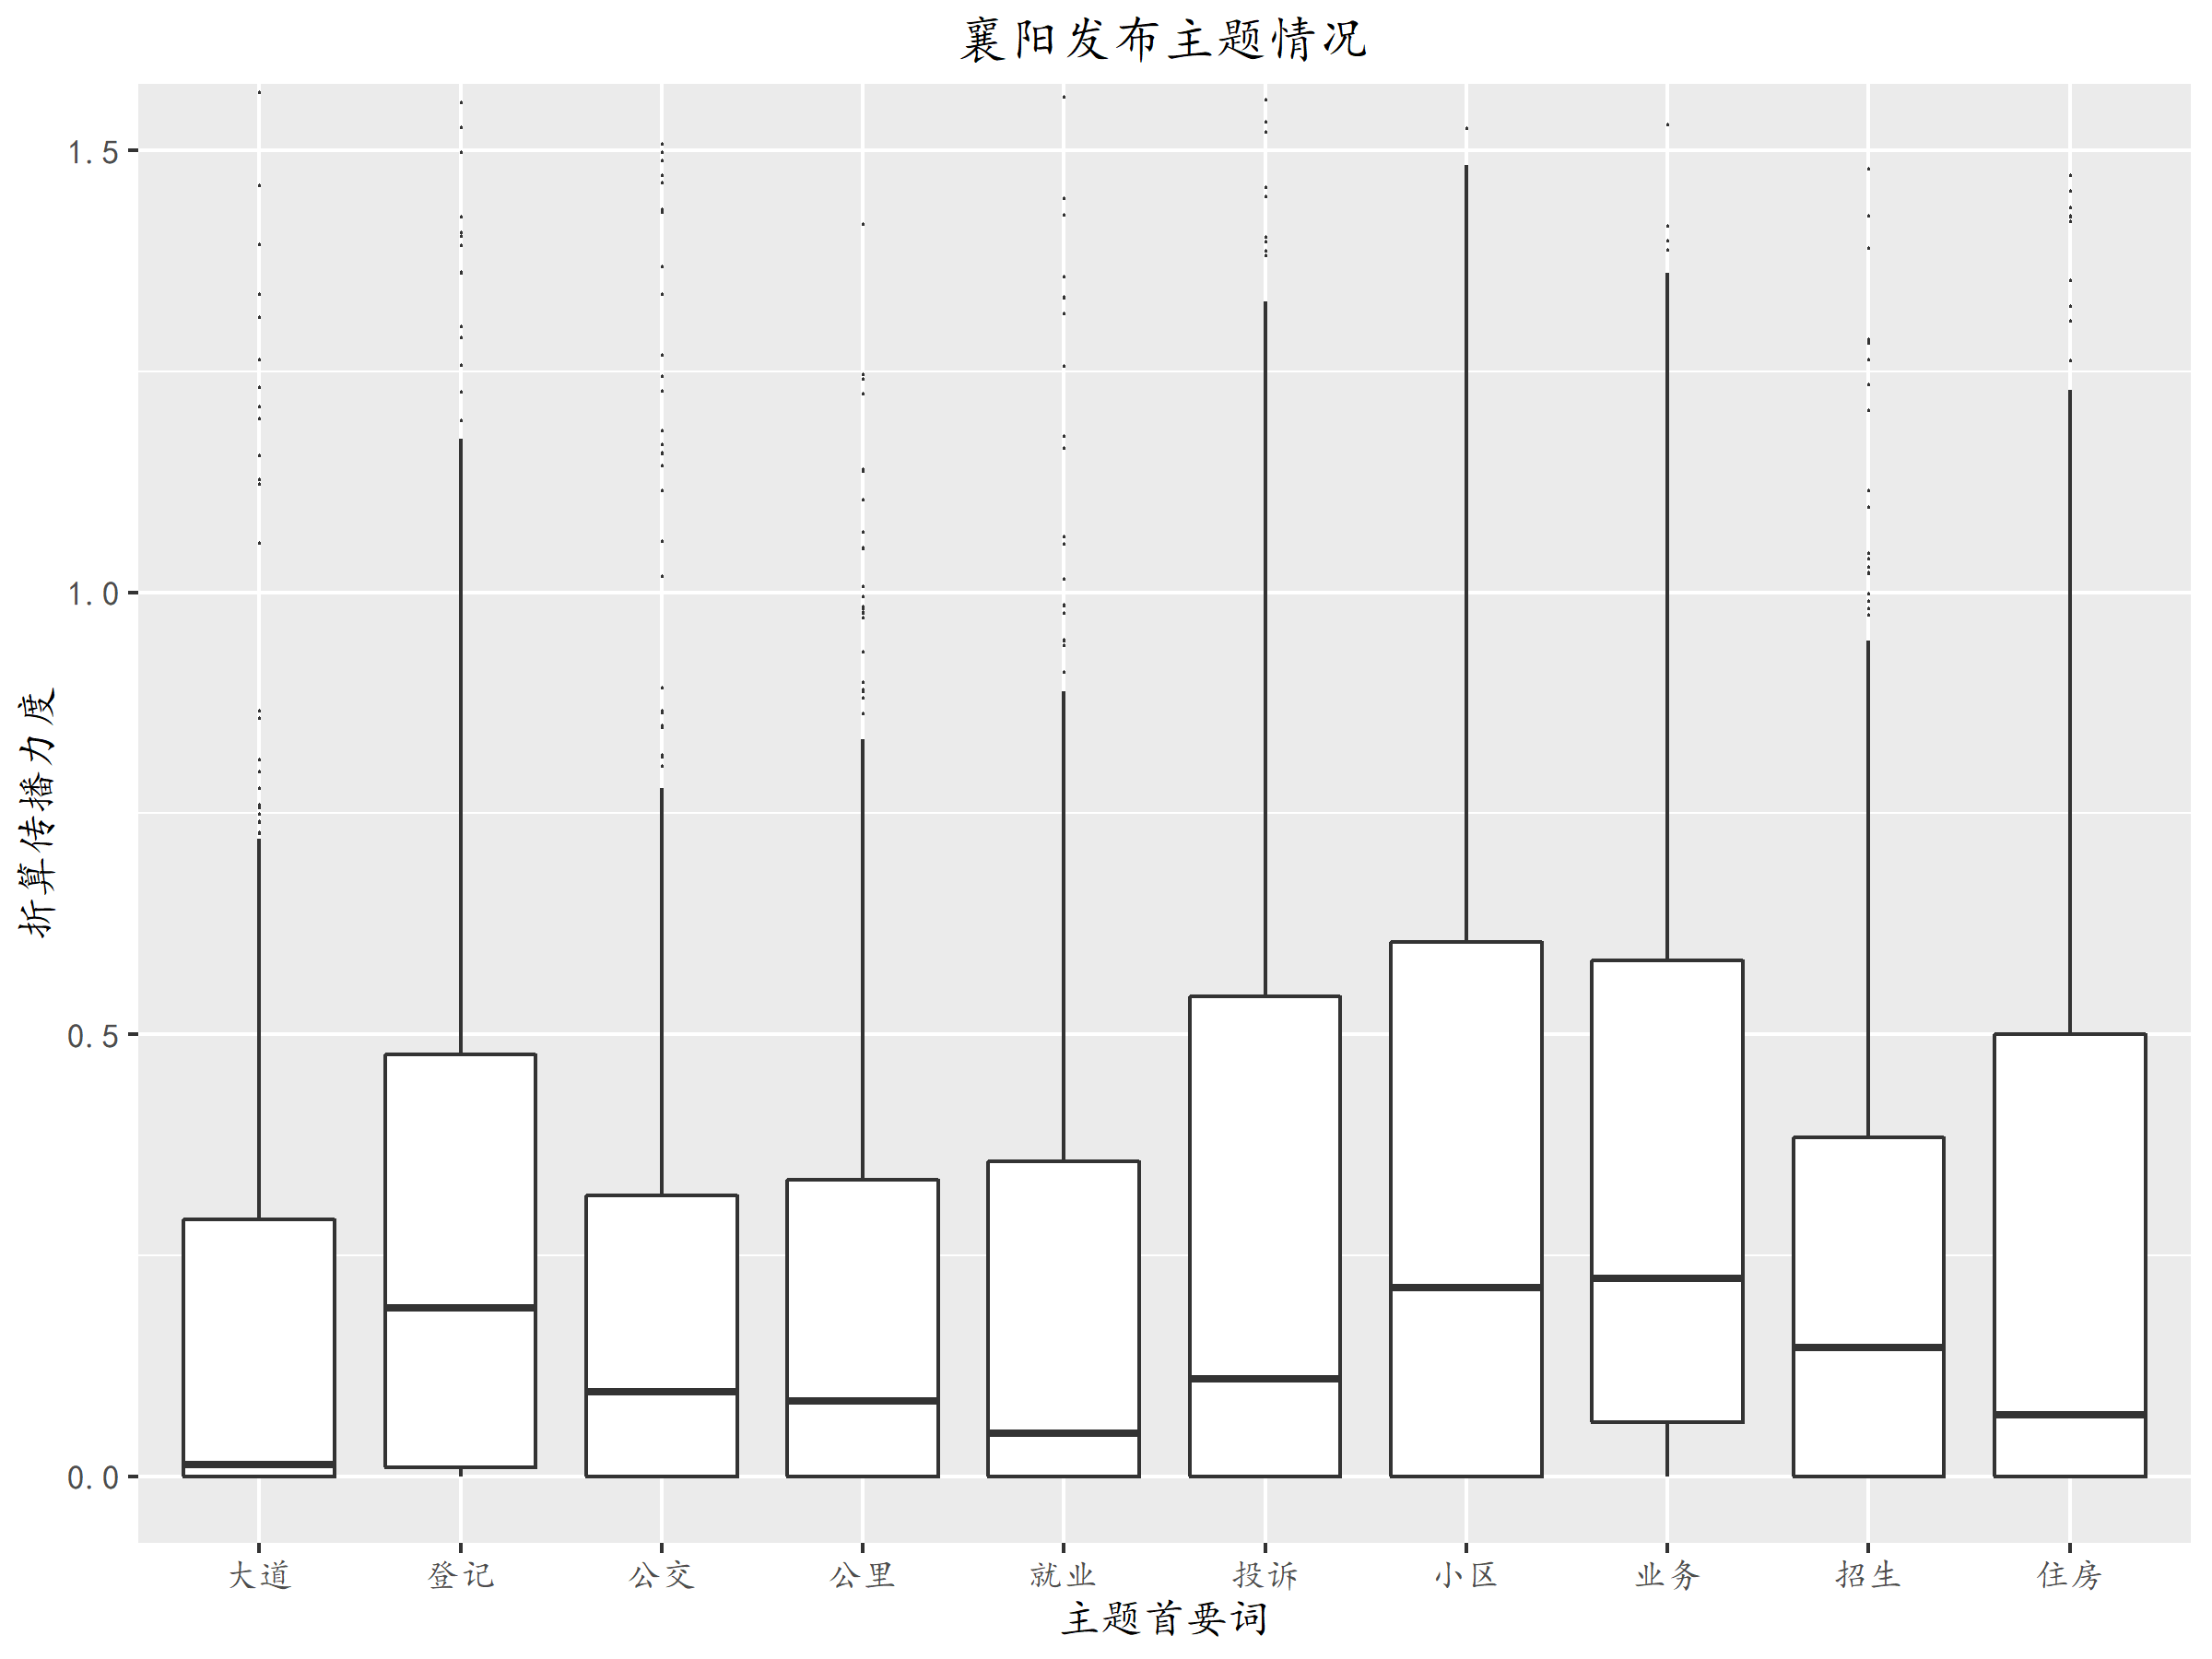 襄阳发布主题情况
折算传播力度
1.5
1.0
0.5
0.0
大道 登记 公交 公里 就业 投诉 小区 业务 招生 住房
主题首要词